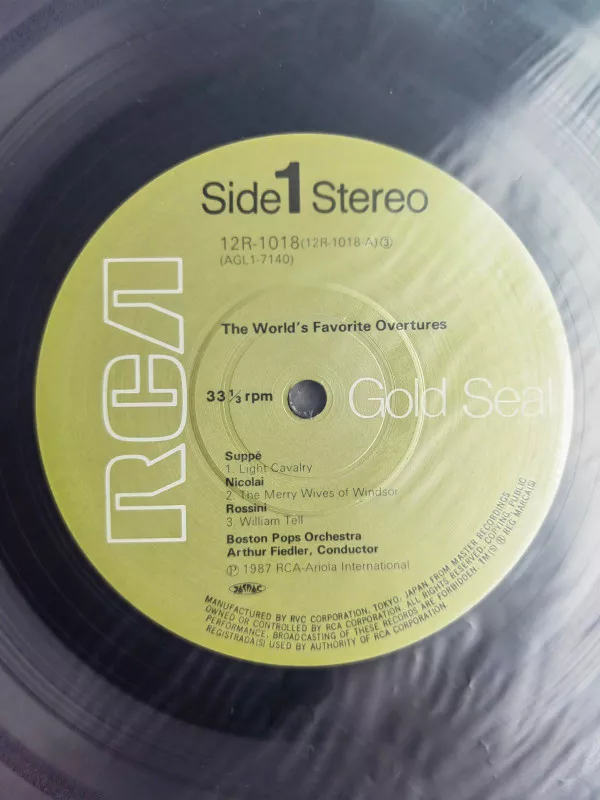 Side 1 Stereo
12R-1018 (12R-1018-A) ③
(AGL1-7140)
RCA
The World's Favorite Overtures
33 1/3 rpm
Gold Seal
Suppé
1. Light Cavalry
Nicolai
2. The Merry Wives of Windsor
Rossini
3. William Tell
Boston Pops Orchestra
Arthur Fiedler, Conductor
Ⓟ 1987 RCA-Ariola International
MANUFACTURED BY RVC CORPORATION, TOKYO, JAPAN FROM MASTER RECORDINGS
OWNED OR CONTROLLED BY RCA CORPORATION. ALL RIGHTS RESERVED. COPYING, PUBLIC
PERFORMANCE, BROADCASTING OF THESE RECORDS ARE FORBIDDEN. TM(S) ® REG. MARCA(S)
REGISTRADA(S) USED BY AUTHORITY OF RCA CORPORATION.